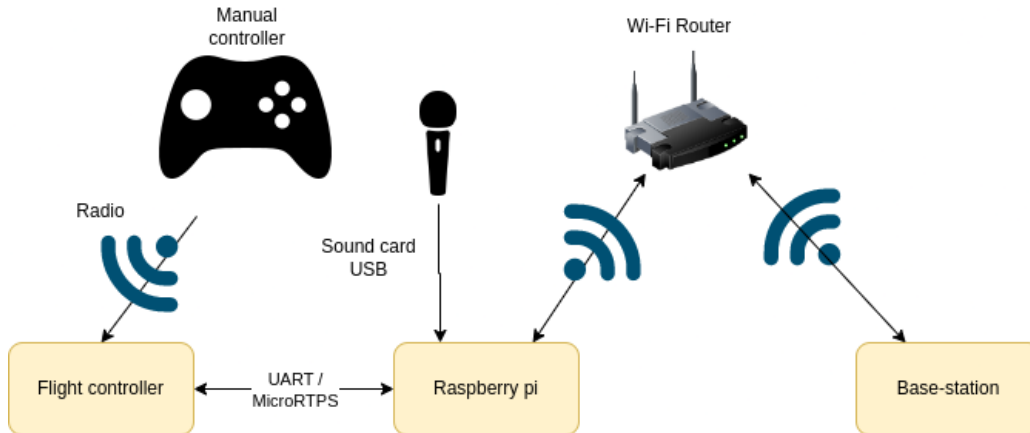 Manual
controller
Wi-Fi Router
Radio
Sound card
USB
Flight controller
UART /
MicroRTPS
Raspberry pi
Base-station